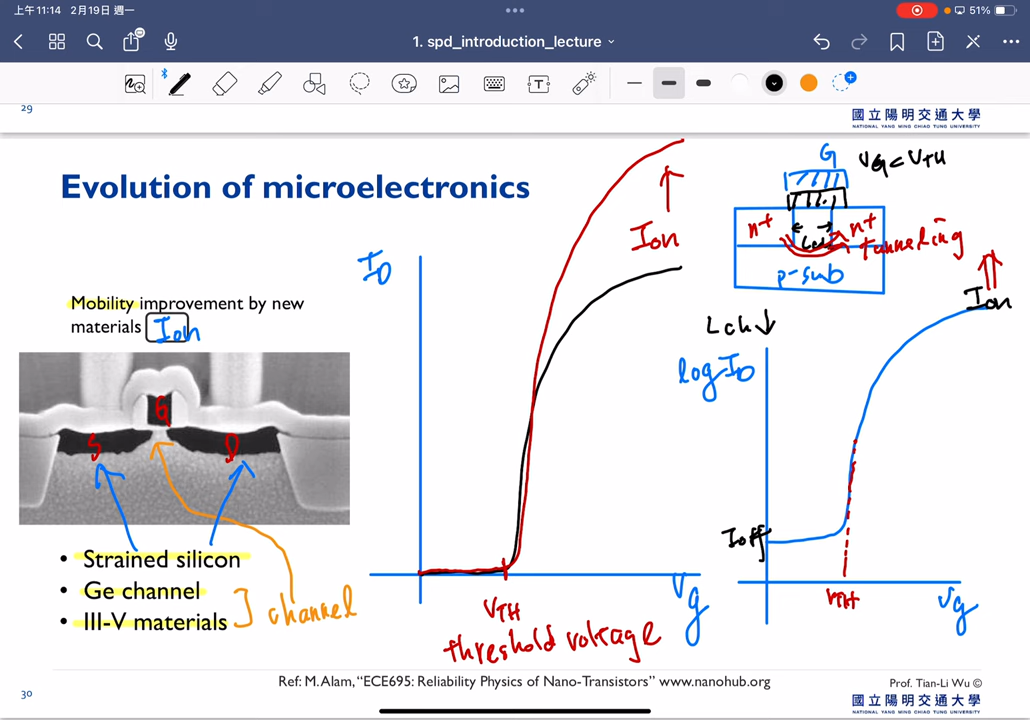 上午11:14 2月19日 週一
51%
1. spd_introduction_lecture
29
國立陽明交通大學
NATIONAL YANG MING CHIAO TUNG UNIVERSITY
Evolution of microelectronics
Mobility improvement by new
materials Ion
S
G
D
Strained silicon
Ge channel
III-V materials
channel
ID
Ion
VTH
threshold voltage
Vg
G
VG<VTH
n+
n+
Lch
tunneling
p-sub
Lch↓
log ID
Ion
Ioff
VTH
Vg
Ref: M. Alam, “ECE695: Reliability Physics of Nano-Transistors” www.nanohub.org
Prof. Tian-Li Wu ©
30
國立陽明交通大學
NATIONAL YANG MING CHIAO TUNG UNIVERSITY